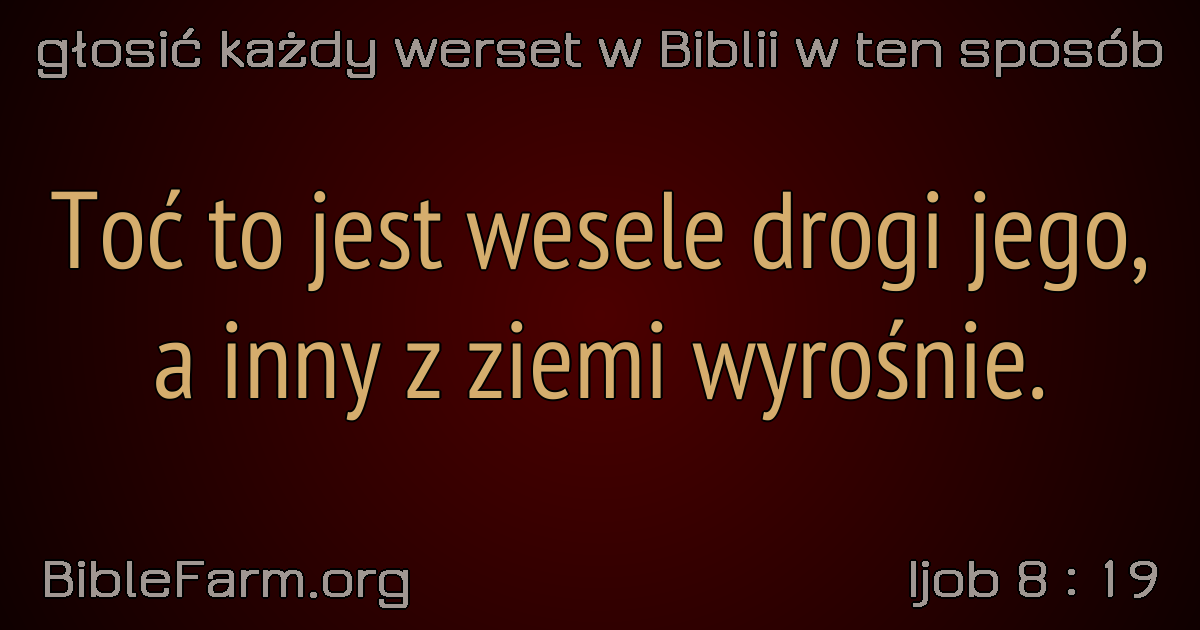 głosić każdy werset w Biblii w ten sposób
Toć to jest wesele drogi jego,
a inny z ziemi wyrośnie.
BibleFarm.org
Ijob 8 : 19